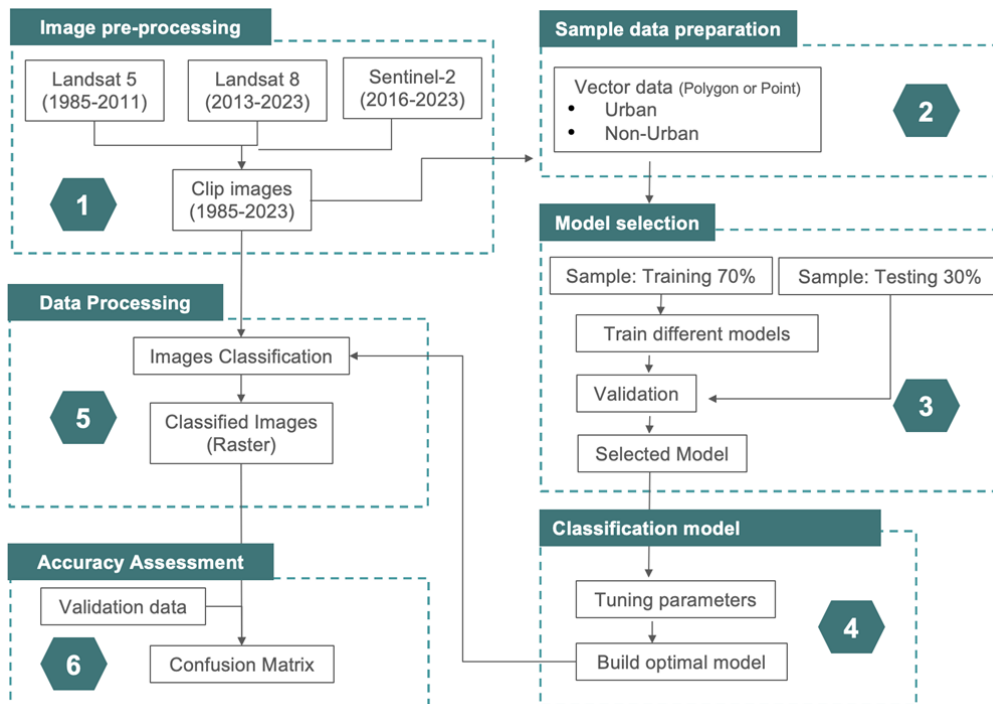 Image pre-processing
Landsat 5
(1985-2011)
Landsat 8
(2013-2023)
Sentinel-2
(2016-2023)
Clip images
(1985-2023)
1
Sample data preparation
Vector data (Polygon or Point)
• Urban
• Non-Urban
2
Model selection
Sample: Training 70%
Sample: Testing 30%
Train different models
Validation
Selected Model
3
Classification model
Tuning parameters
Build optimal model
4
Data Processing
Images Classification
Classified Images
(Raster)
5
Accuracy Assessment
Validation data
Confusion Matrix
6